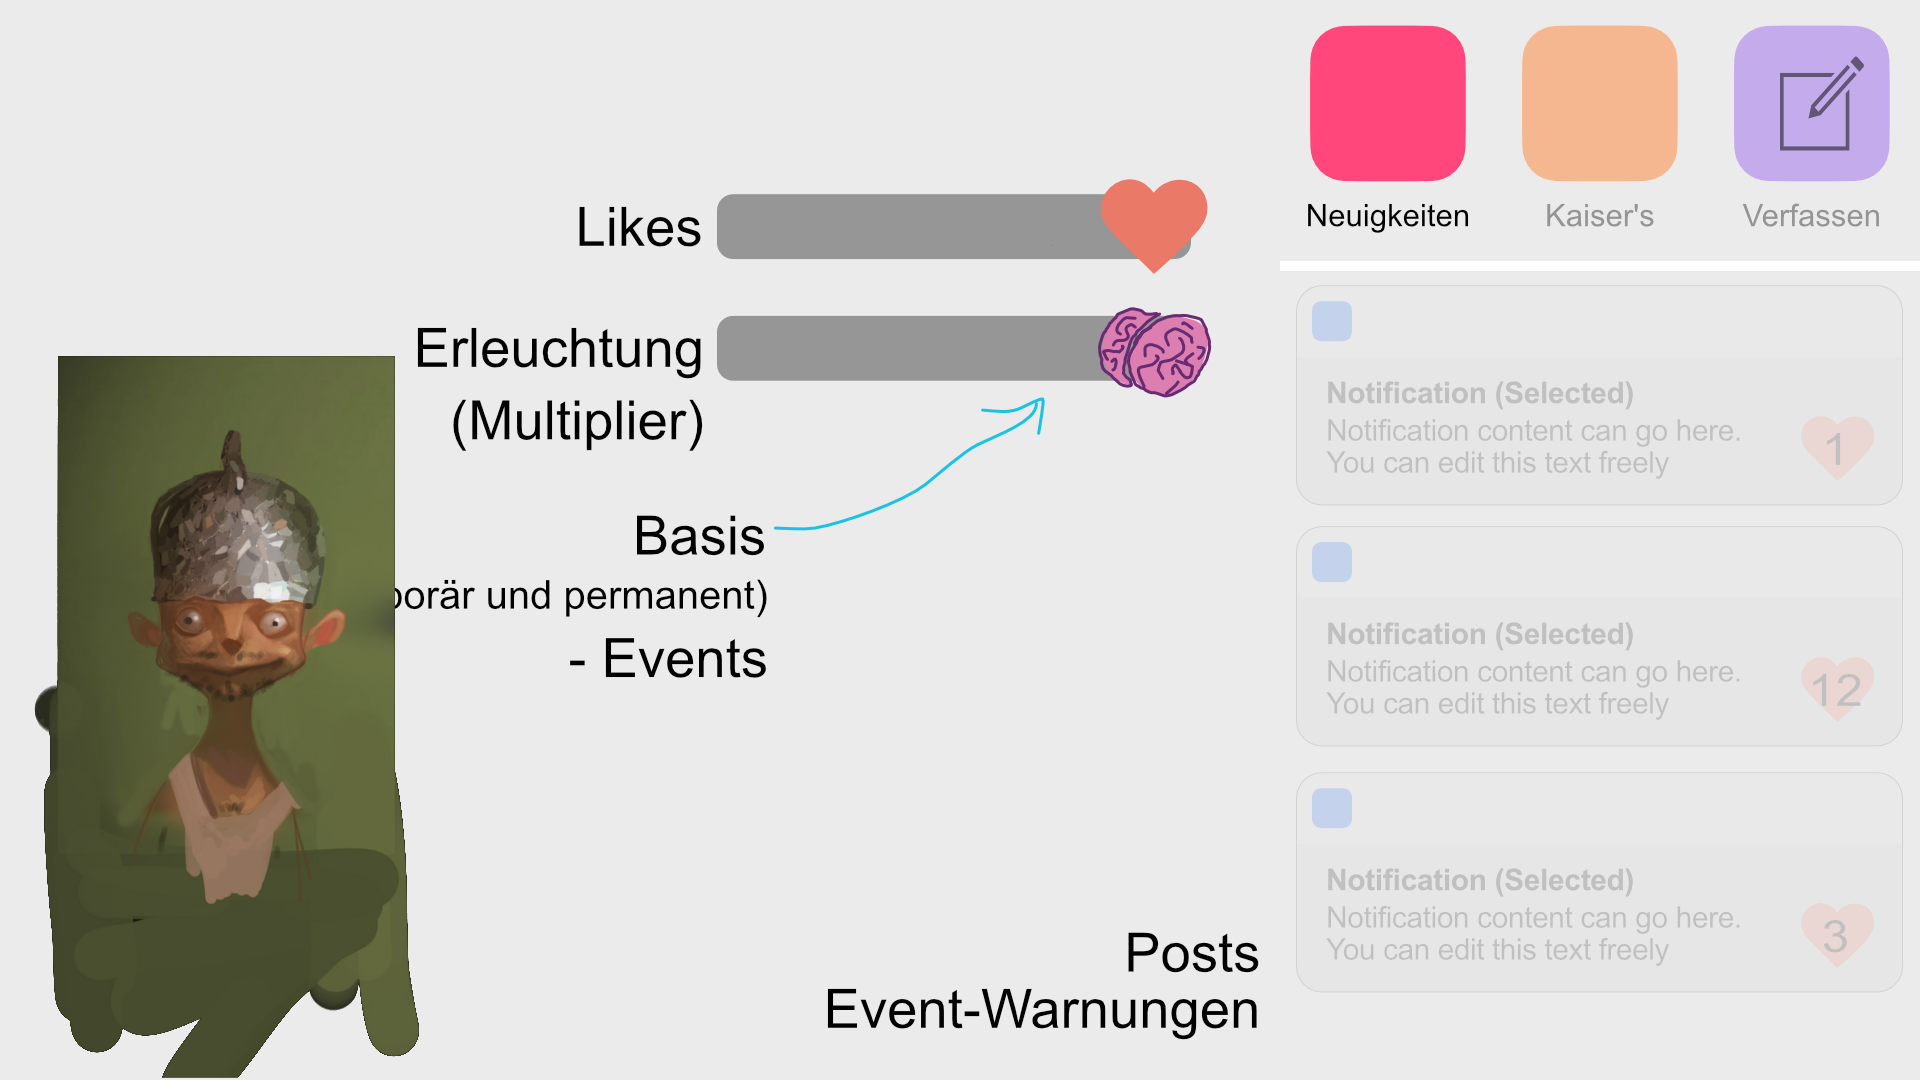 Likes
Erleuchtung
(Multiplier)
Basis
und permanent)
- Events
Posts
Event-Warnungen
Neuigkeiten
Kaiser's
Verfassen
Notification (Selected)
Notification content can go here.
You can edit this text freely
1
Notification (Selected)
Notification content can go here.
You can edit this text freely
12
Notification (Selected)
Notification content can go here.
You can edit this text freely
3